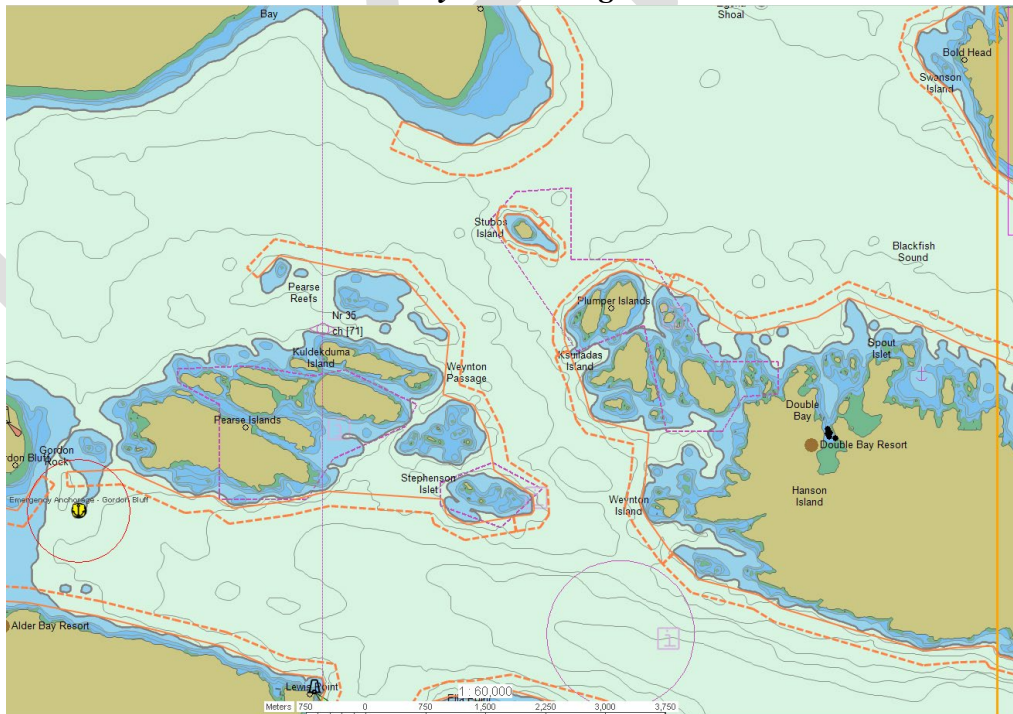 Bay
Shoal
Bold Head
Swanson
Island
Stubbs
Island
Blackfish
Sound
Pearse
Reefs
Plumper Islands
Nr 35
ch [71]
Kuldekduma
Island
Weynton
Passage
Ksuiladas
Island
Spout
Islet
Pearse Islands
Double
Bay
Double Bay Resort
Gordon
Rock
Gordon Bluff
Stephenson
Islet
Weynton
Island
Hanson
Island
Emergency Anchorage - Gordon Bluff
Alder Bay Resort
Lewis Point
1 : 60,000
Meters 750 0 750 1,500 2,250 3,000 3,750